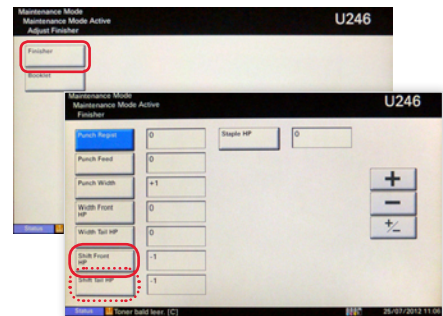 Maintenance Mode
Maintenance Mode Active
U246
Adjust Finisher
Finisher
Booklet
Status
Maintenance Mode
Maintenance Mode Active
U246
Finisher
Punch Regist
0
Staple HP
0
Punch Feed
0
Punch Width
+1
Width Front
HP
0
Width Tail HP
0
Shift Front
HP
-1
Shift Tail HP
-1
+
−
+/-
Status
Toner bald leer. [C]
25/07/2012 11:06